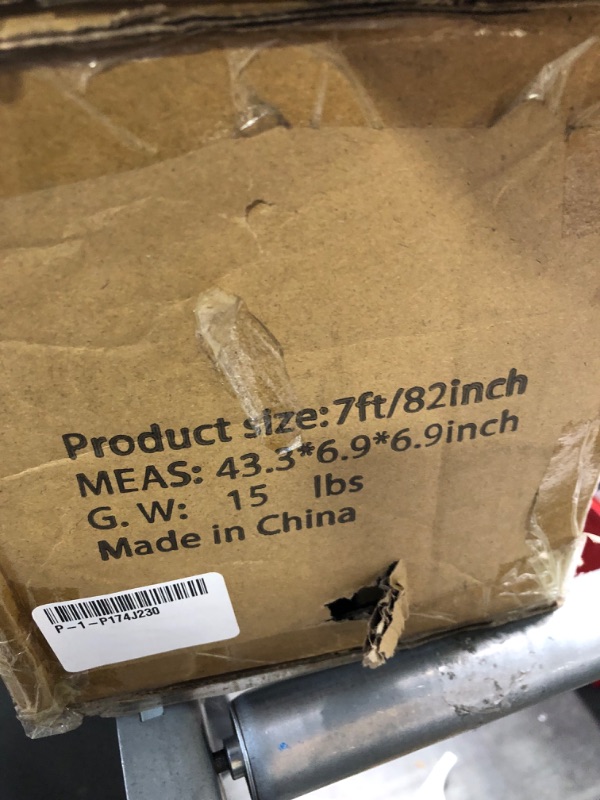 Product size: 7ft/82inch
MEAS: 43.3*6.9*6.9inch
G. W: 15 lbs
Made in China
P-1-P174J230